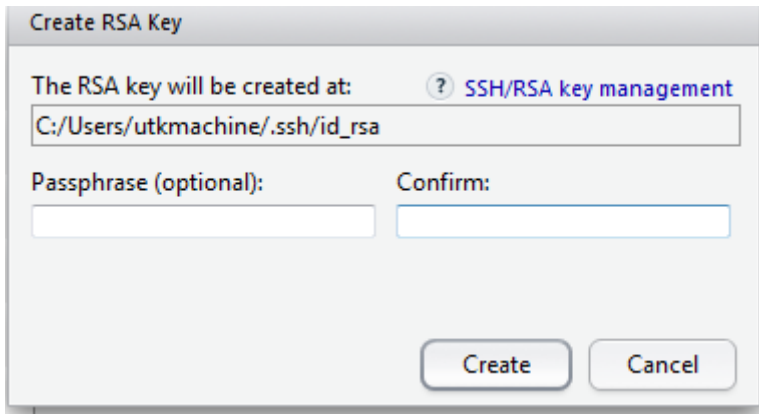 Create RSA Key
The RSA key will be created at: ? SSH/RSA key management
C:/Users/utkmachine/.ssh/id_rsa
Passphrase (optional): Confirm:
Create Cancel